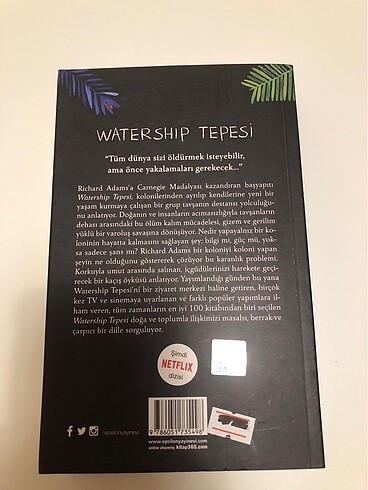 WATERSHIP TEPESİ
“Tüm dünya sizi öldürmek isteyebilir,
ama önce yakalamaları gerekecek...”
Richard Adams'a Carnegie Madalyası kazandıran başyapıtı
Watership Tepesi, kolonilerinden ayrılıp kendilerine yeni bir
yaşam kurmaya çalışan bir grup tavşanın destansı yolculuğu-
nu anlatıyor. Doğanın ve insanların acımasızlığıyla tavşanların
dehası arasındaki bu ölüm kalım mücadelesi, gizem ve gerilim
yüklü bir varoluş savaşına dönüşüyor. Nedir yapayalnız bir ko-
loninin hayatta kalmasını sağlayan şey; bilgi mi, güç mü, yok-
sa sadece şans mı? Richard Adams bir koloniyi koloni yapan
şeyin ne olduğunu göstererek çözüyor bu karanlık problemi.
Korkuyla umut arasında salınan, içgüdülerinizi harekete geçi-
recek bir kaçış öyküsü anlatıyor. Yayımlandığı günden bu yana
Watership Tepesi'ni bir ziyaret merkezi haline getiren, birçok
kez TV ve sinemaya uyarlanan ve farklı popüler yapımlara il-
ham veren, tüm zamanların en iyi 100 kitabından biri seçilen
Watership Tepesi doğa ve toplumla ilişkimizi masalsı, berrak ve
çarpıcı bir dille sorguluyor.
Şimdi
NETFLIX
dizisi
/epsilonyayinevi
9 786051 735498
www.epsilonyayinevi.com
online alışveriş: kitap365.com